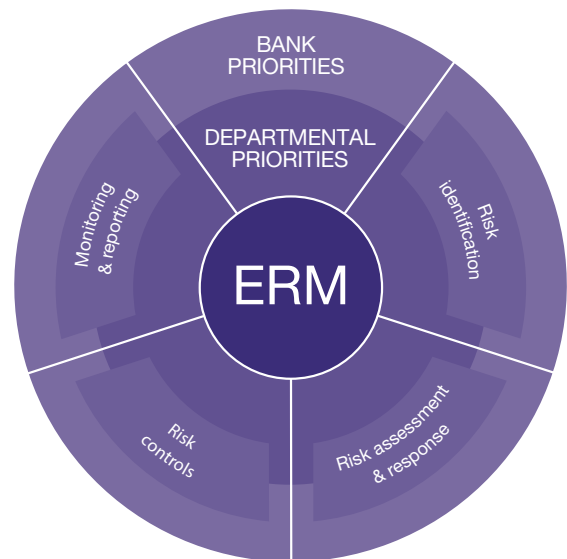 BANK
PRIORITIES
DEPARTMENTAL
PRIORITIES
Monitoring
& reporting
Risk
identification
ERM
Risk
controls
Risk assessment
& response